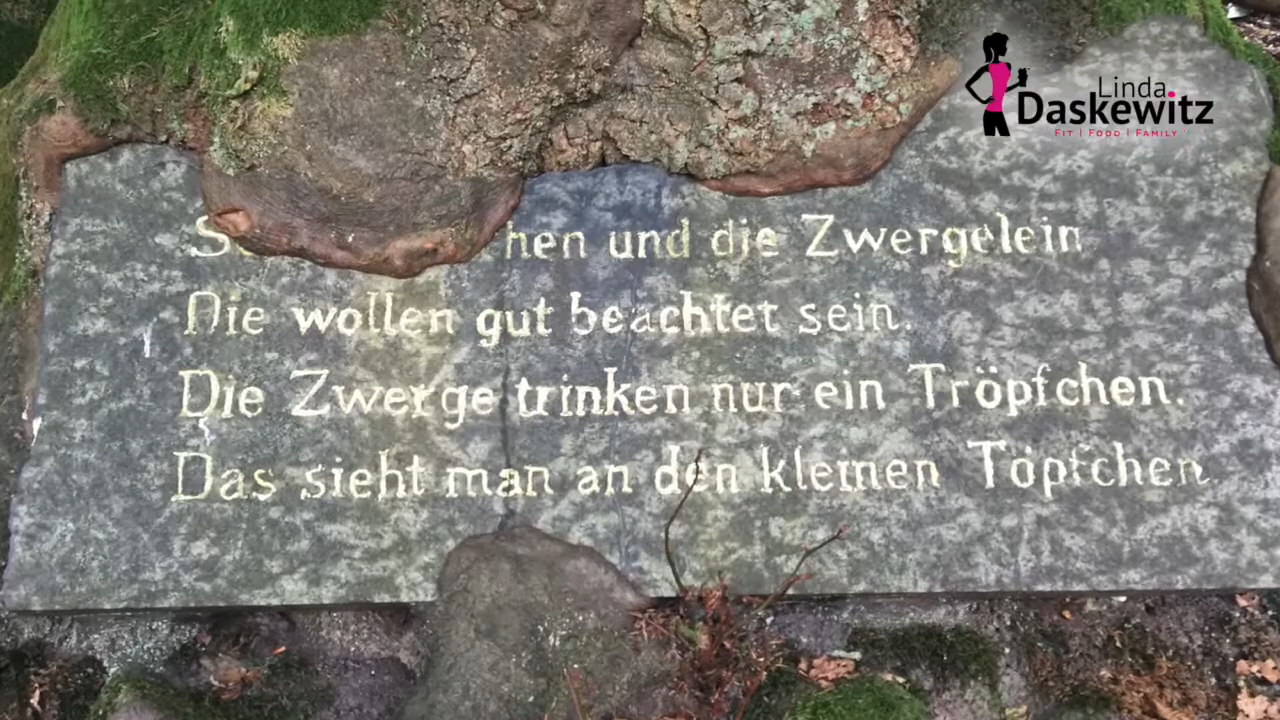 Linda
Daskewitz
FIT | FOOD | FAMILY
hen und die Zwergelein
Die wollen gut beachtet sein.
Die Zwerge trinken nur ein Tröpfchen.
Das sieht man an den kleinen Töpfchen.